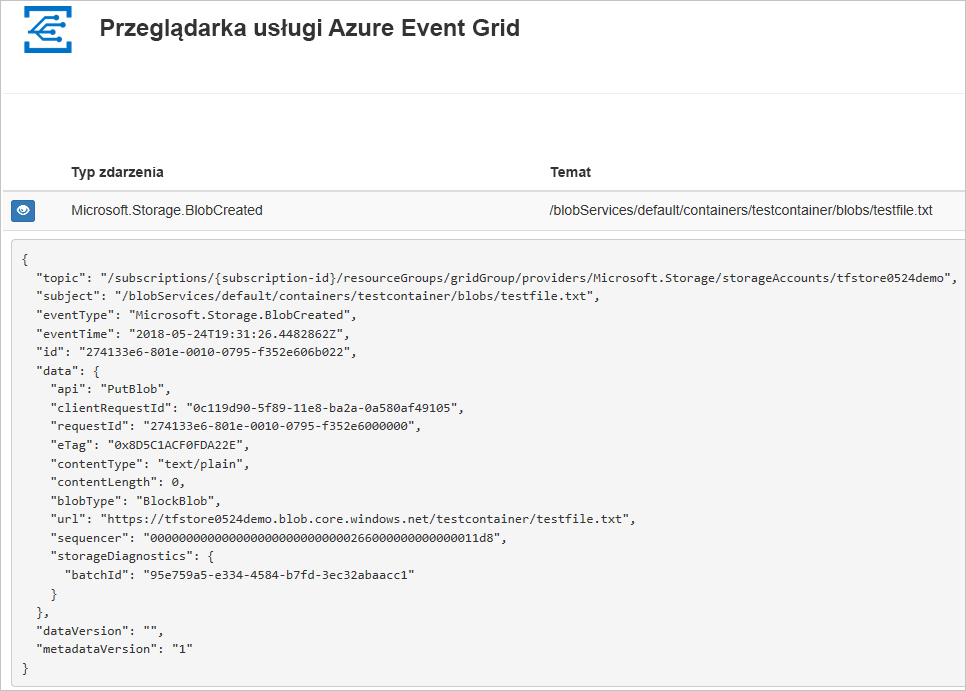 Przeglądarka usługi Azure Event Grid
Typ zdarzenia Temat
Microsoft.Storage.BlobCreated /blobServices/default/containers/testcontainer/blobs/testfile.txt
{
  "topic": "/subscriptions/{subscription-id}/resourceGroups/gridGroup/providers/Microsoft.Storage/storageAccounts/tfstore0524demo",
  "subject": "/blobServices/default/containers/testcontainer/blobs/testfile.txt",
  "eventType": "Microsoft.Storage.BlobCreated",
  "eventTime": "2018-05-24T19:31:26.4482862Z",
  "id": "274133e6-801e-0010-0795-f352e606b022",
  "data": {
    "api": "PutBlob",
    "clientRequestId": "0c119d90-5f89-11e8-ba2a-0a580af49105",
    "requestId": "274133e6-801e-0010-0795-f352e6000000",
    "eTag": "0x8D5C1ACF0FDA22E",
    "contentType": "text/plain",
    "contentLength": 0,
    "blobType": "BlockBlob",
    "url": "https://tfstore0524demo.blob.core.windows.net/testcontainer/testfile.txt",
    "sequencer": "00000000000000000000000000000266000000000000011d8",
    "storageDiagnostics": {
      "batchId": "95e759a5-e334-4584-b7fd-3ec32abaacc1"
    }
  },
  "dataVersion": "",
  "metadataVersion": "1"
}